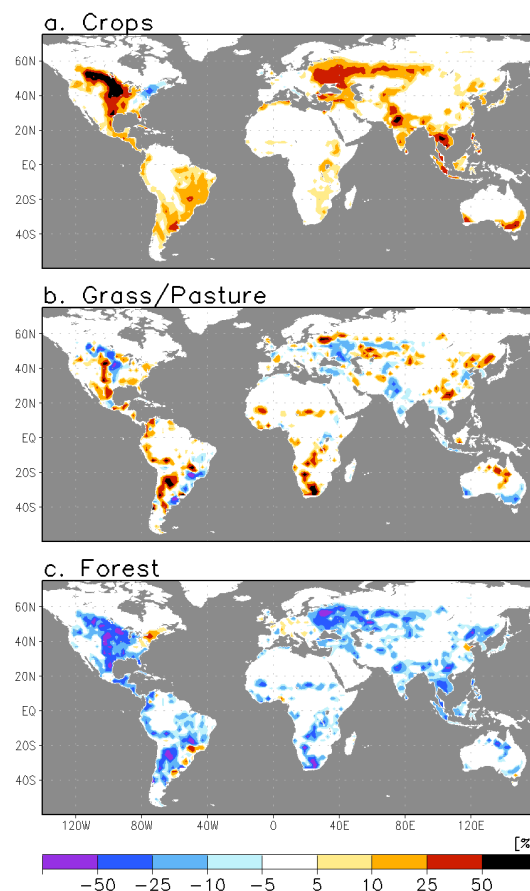 a. Crops
60N
40N
20N
EQ
20S
40S
b. Grass/Pasture
60N
40N
20N
EQ
20S
40S
c. Forest
60N
40N
20N
EQ
20S
40S
120W 80W 40W 0 40E 80E 120E
[%
−50 −25 −10 −5 5 10 25 50